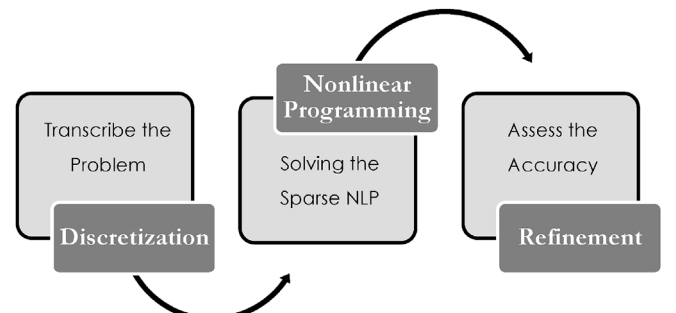 Transcribe the
Problem
Discretization
Nonlinear
Programming
Solving the
Sparse NLP
Assess the
Accuracy
Refinement